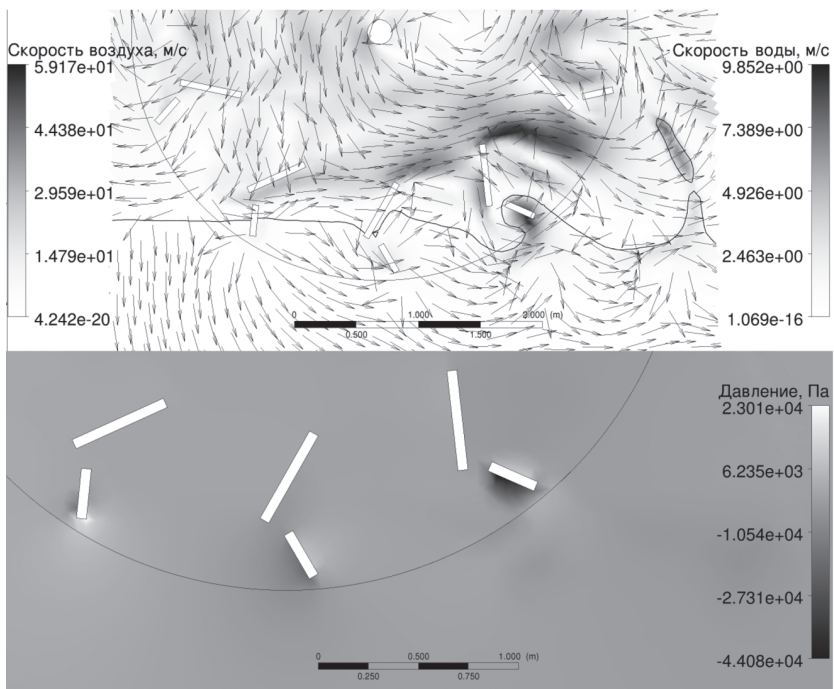 Скорость воздуха, м/с
5.917e+01
4.438e+01
2.959e+01
1.479e+01
4.242e-20
Скорость воды, м/с
9.852e+00
7.389e+00
4.926e+00
2.463e+00
1.069e-16
0 1.000 2.000 (m)
0.500 1.500
Давление, Па
2.301e+04
6.235e+03
-1.054e+04
-2.731e+04
-4.408e+04
0 0.500 1.000 (m)
0.250 0.750